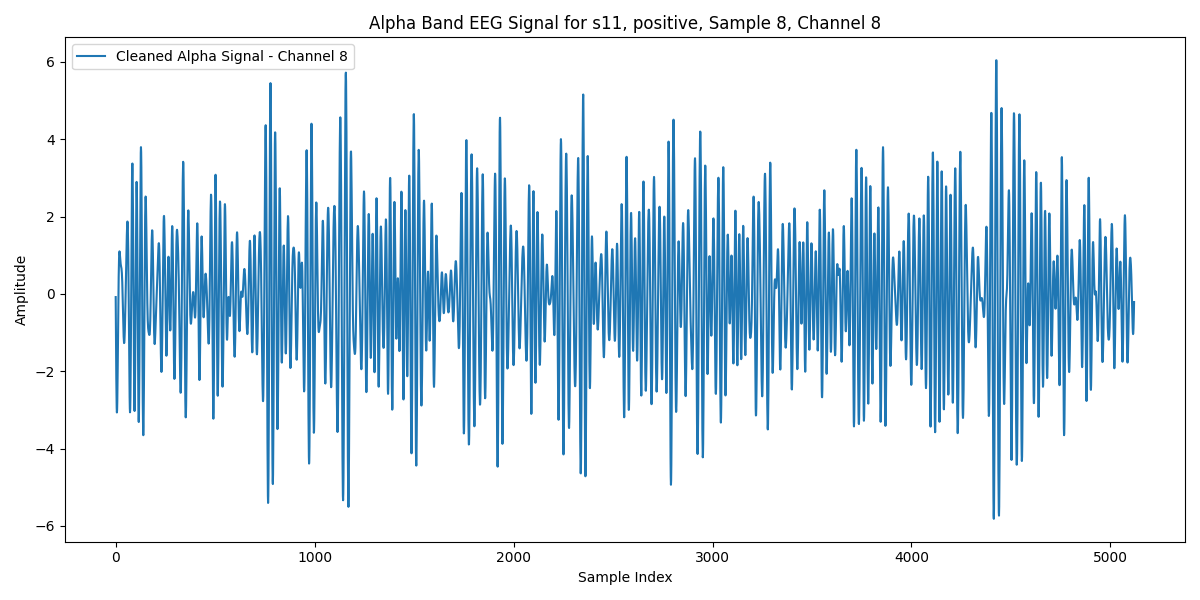 Alpha Band EEG Signal for s11, positive, Sample 8, Channel 8
Cleaned Alpha Signal - Channel 8
Amplitude
6
4
2
0
−2
−4
−6
0 1000 2000 3000 4000 5000
Sample Index